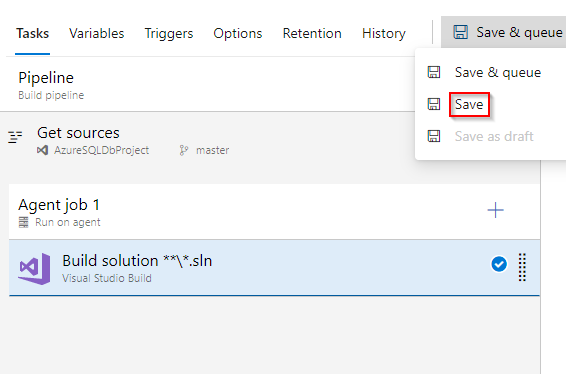 Tasks Variables Triggers Options Retention History Save & queue
Save & queue
Save
Save as draft
Pipeline
Build pipeline
Get sources
AzureSQLDbProject master
Agent job 1
Run on agent
Build solution **\*.sln
Visual Studio Build